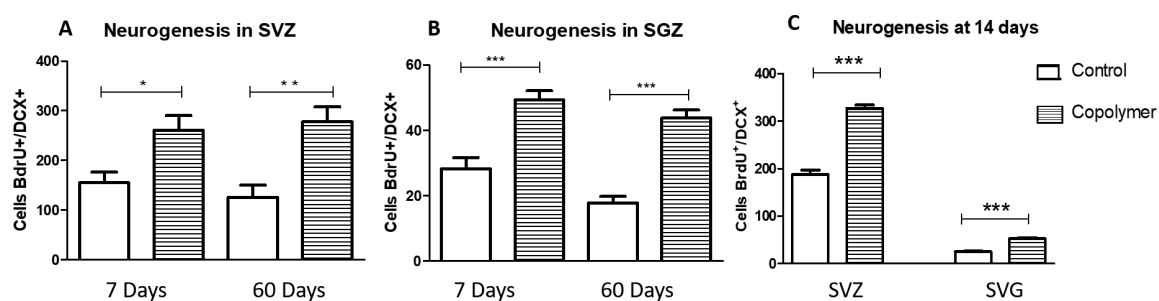 A Neurogenesis in SVZ
Cells BdrU+/DCX+
400
300
200
100
0
*
* *
7 Days 60 Days
B Neurogenesis in SGZ
Cells BdrU+/DCX+
60
40
20
0
***
***
7 Days 60 Days
C Neurogenesis at 14 days
Cells BrdU+/DCX+
400
300
200
100
0
***
***
SVZ SVG
Control
Copolymer